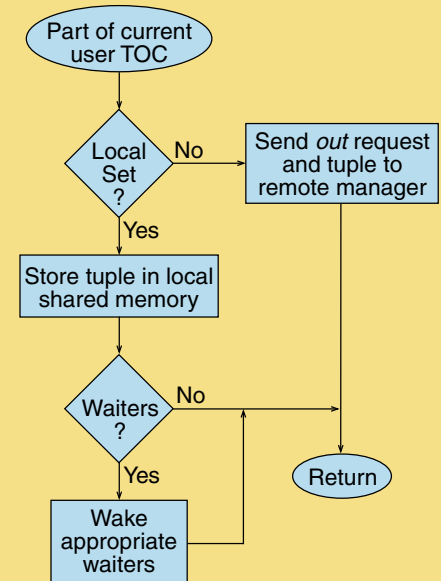 Part of current
user TOC
Local
Set
?
No
Send out request
and tuple to
remote manager
Yes
Store tuple in local
shared memory
Waiters
?
No
Yes
Return
Wake
appropriate
waiters